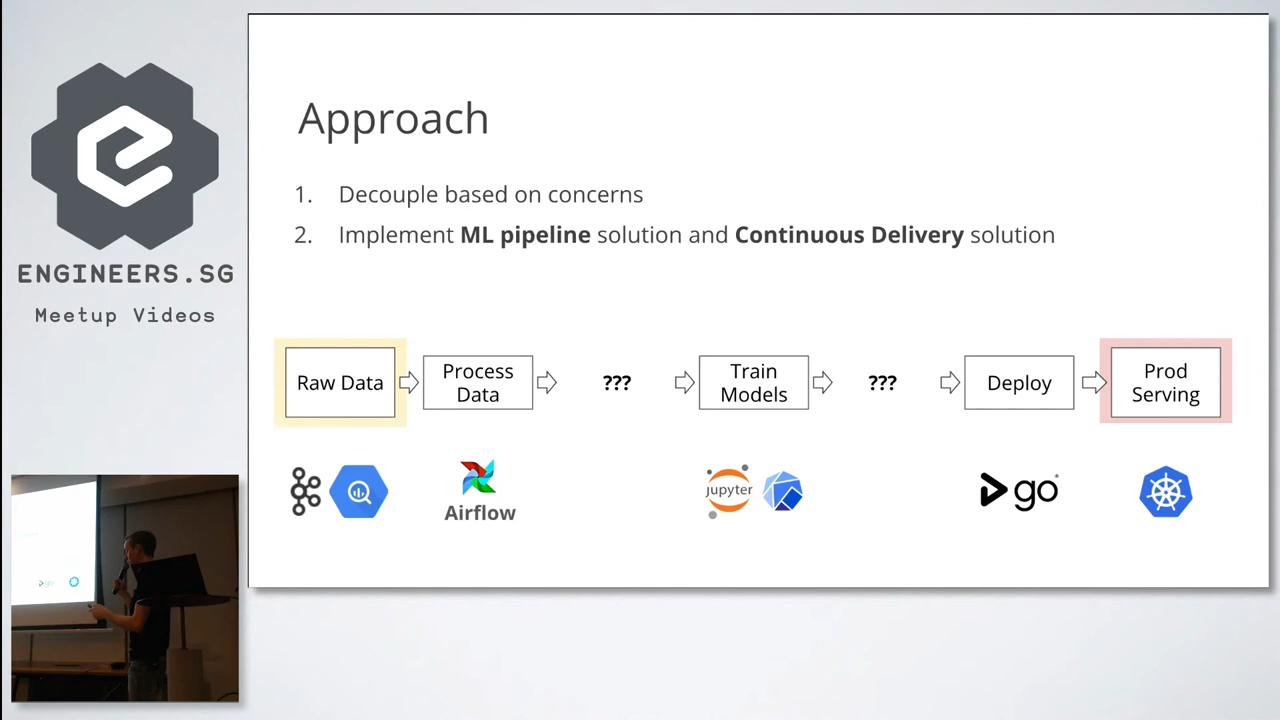 ENGINEERS.SG
Meetup Videos
Approach
1. Decouple based on concerns
2. Implement ML pipeline solution and Continuous Delivery solution
Raw Data
Process
Data
???
Train
Models
???
Deploy
Prod
Serving
Airflow
jupyter
go